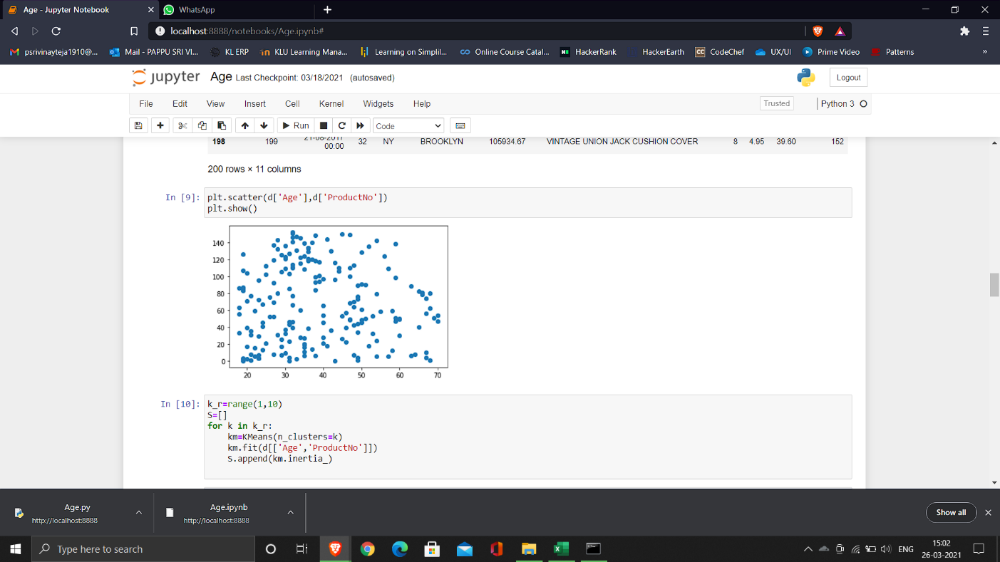 Age - Jupyter Notebook
WhatsApp
localhost:8888/notebooks/Age.ipynb#
psrivinayteja1910@...
Mail - PAPPU SRI VI...
KL ERP
KLU Learning Mana...
Learning on Simplil...
Online Course Catal...
HackerRank
HackerEarth
CC CodeChef
UX/UI
Prime Video
Patterns
»
jupyter Age Last Checkpoint: 03/18/2021 (autosaved)
Logout
File Edit View Insert Cell Kernel Widgets Help
Trusted
Python 3
Run
Code
198 199 21-08-2017 00:00 32 NY BROOKLYN 105934.67 VINTAGE UNION JACK CUSHION COVER 8 4.95 39.60 152
200 rows × 11 columns
In [9]: plt.scatter(d['Age'],d['ProductNo'])
plt.show()
140
120
100
80
60
40
20
0
20 30 40 50 60 70
In [10]: k_r=range(1,10)
S=[]
for k in k_r:
    km=KMeans(n_clusters=k)
    km.fit(d[['Age','ProductNo']])
    S.append(km.inertia_)
Age.py
http://localhost:8888
Age.ipynb
http://localhost:8888
Show all
Type here to search
ENG
15:02
26-03-2021